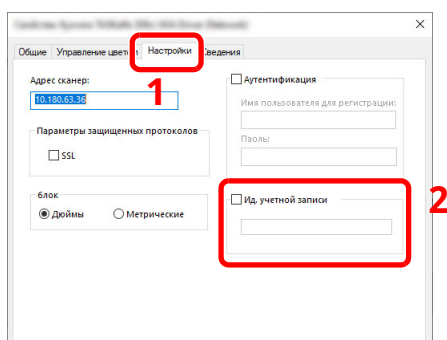 Общие Управление цвето Настройки Сведения
1
Адрес сканер:
10.180.63.36
Аутентификация
Имя пользователя для регистрации:
Паоль:
Параметры защищенных протоколов
SSL
блок
Дюймы Метрические
Ид. учетной записи
2